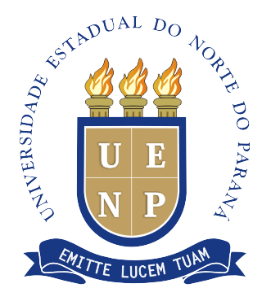 UNIVERSIDADE ESTADUAL DO NORTE DO PARANÁ
U E
N P
EMITTE LUCEM TUAM